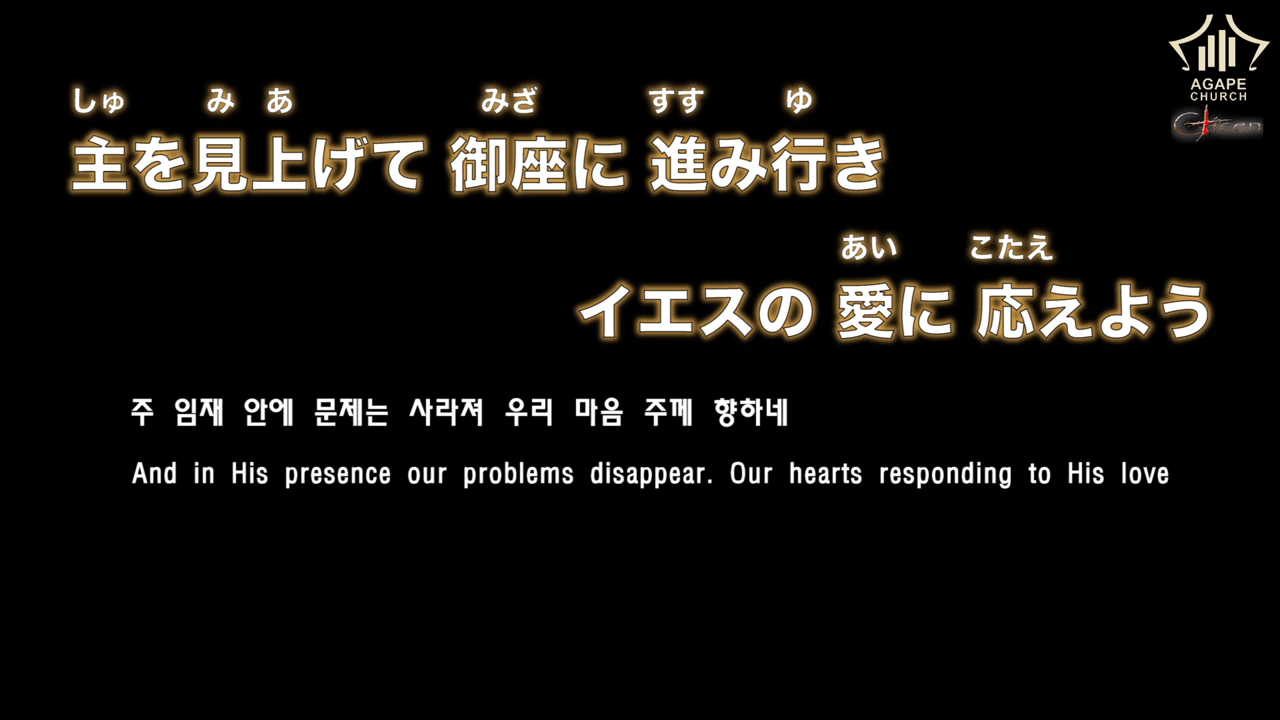 AGAPE
CHURCH
しゅ み あ みざ すす ゆ
主を見上げて 御座に 進み行き
あい こたえ
イエスの 愛に 応えよう
주 임재 안에 문제는 사라져 우리 마음 주께 향하네
And in His presence our problems disappear. Our hearts responding to His love